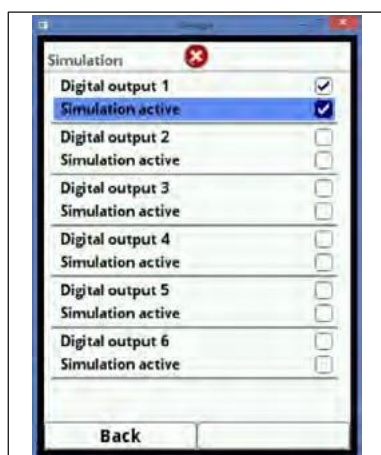 Simulation
Digital output 1
Simulation active
Digital output 2
Simulation active
Digital output 3
Simulation active
Digital output 4
Simulation active
Digital output 5
Simulation active
Digital output 6
Simulation active
Back